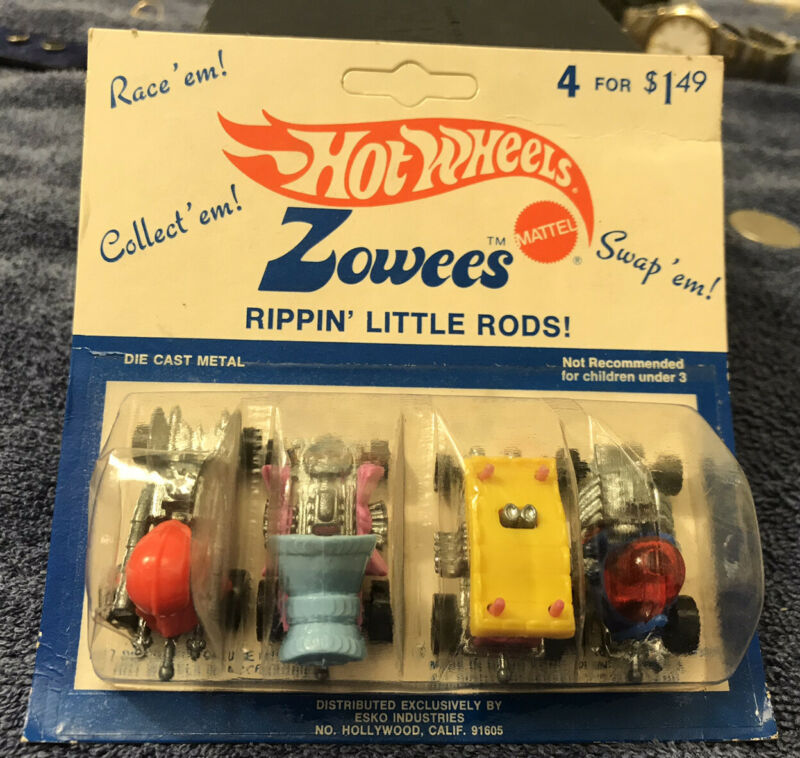 Race 'em!
4 FOR $1 49
HOT WHEELS®
Collect 'em!
Zowees™
MATTEL ®
Swap 'em!
RIPPIN' LITTLE RODS!
DIE CAST METAL
Not Recommended
for children under 3
DISTRIBUTED EXCLUSIVELY BY
ESKO INDUSTRIES
NO. HOLLYWOOD, CALIF. 91605